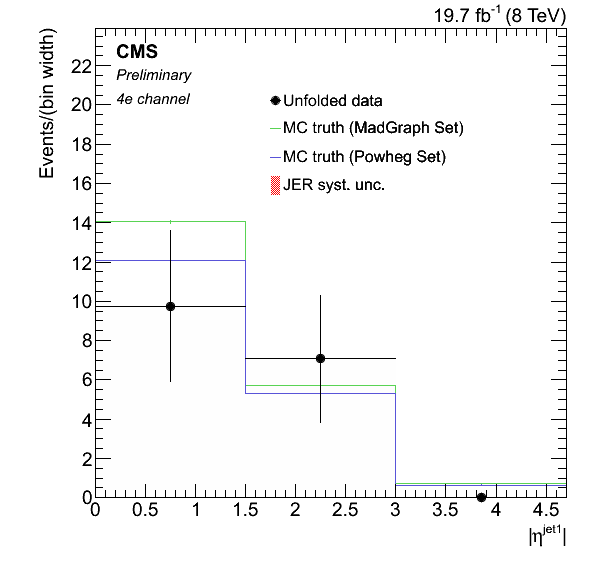 19.7 fb⁻¹ (8 TeV)
Events/(bin width)
CMS
Preliminary
4e channel
Unfolded data
MC truth (MadGraph Set)
MC truth (Powheg Set)
JER syst. unc.
22
20
18
16
14
12
10
8
6
4
2
0
0 0.5 1 1.5 2 2.5 3 3.5 4 4.5
|η^jet1|